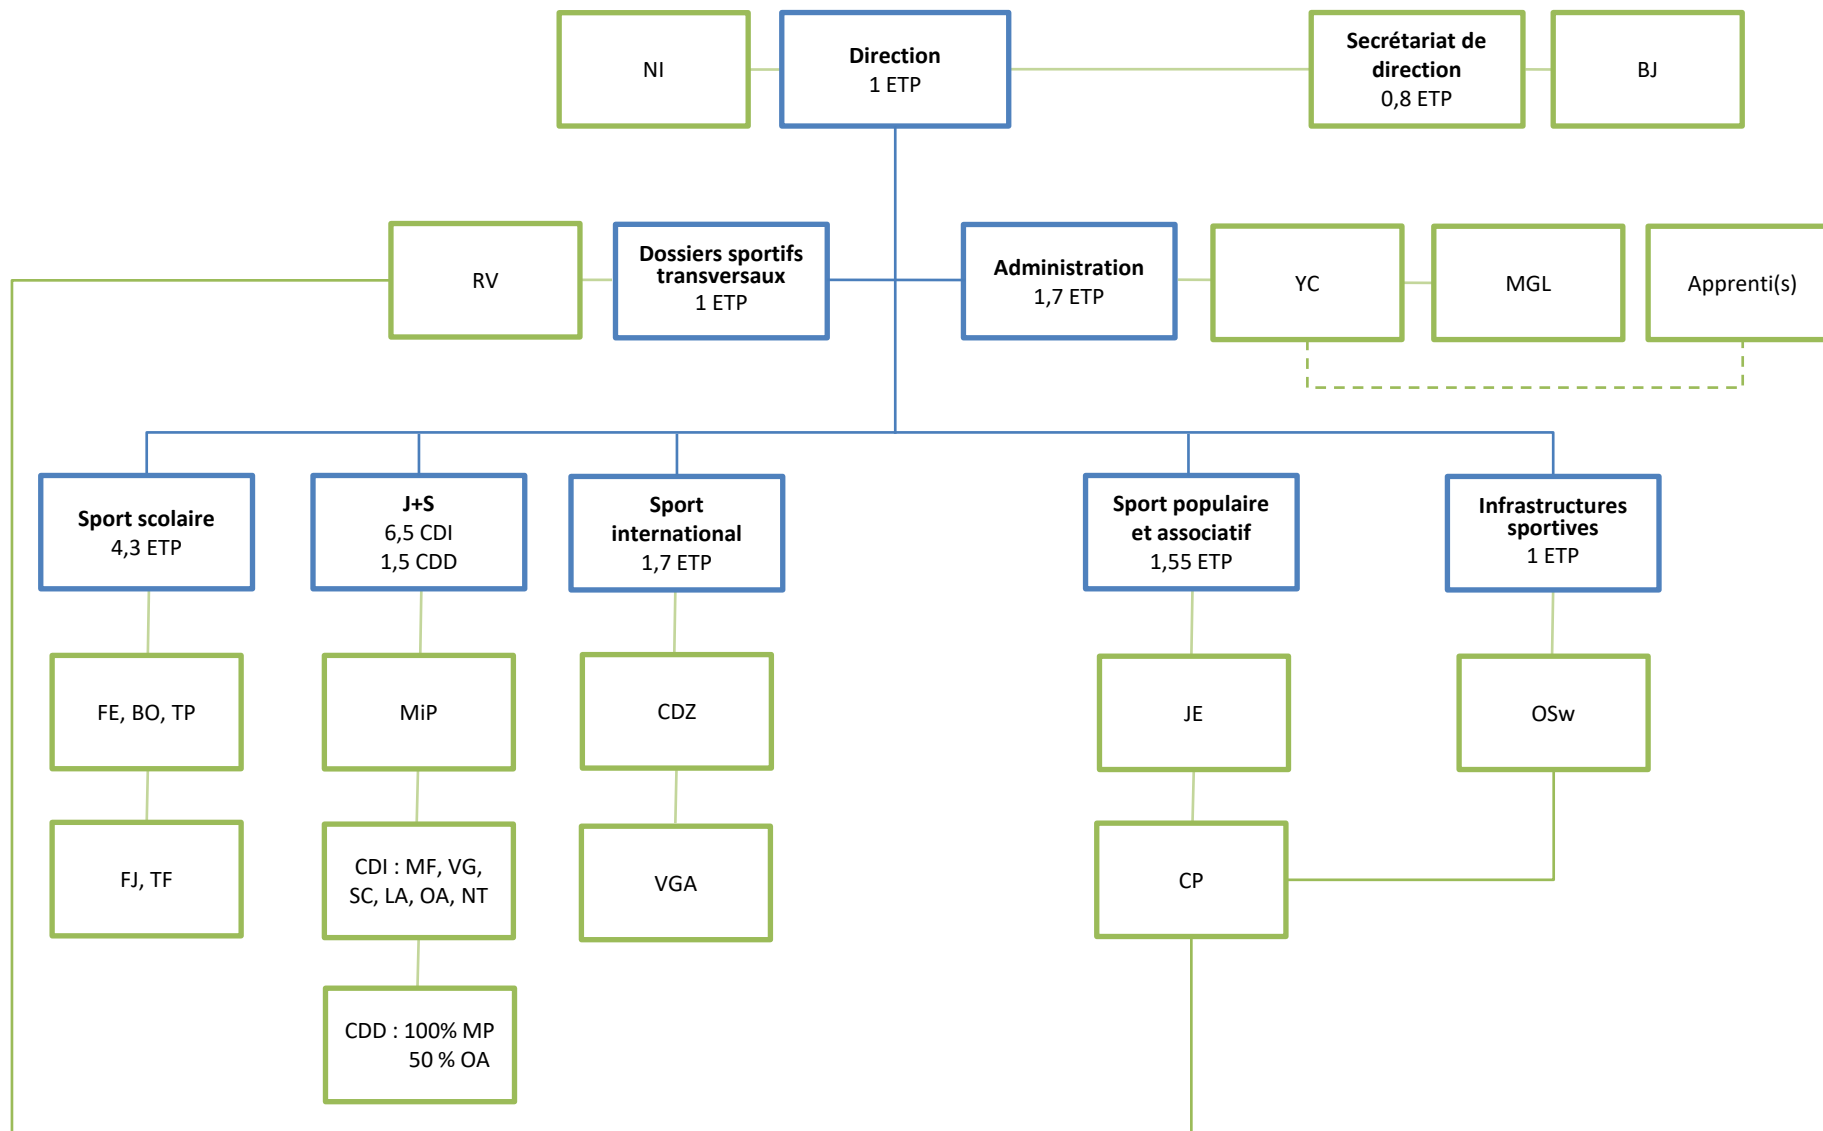 NI
Direction
1 ETP
Secrétariat de
direction
0,8 ETP
BJ
RV
Dossiers sportifs
transversaux
1 ETP
Administration
1,7 ETP
YC
MGL
Apprenti(s)
Sport scolaire
4,3 ETP
J+S
6,5 CDI
1,5 CDD
Sport
international
1,7 ETP
Sport populaire
et associatif
1,55 ETP
Infrastructures
sportives
1 ETP
FE, BO, TP
MiP
CDZ
JE
OSw
FJ, TF
CDI : MF, VG,
SC, LA, OA, NT
VGA
CP
CDD : 100% MP
50 % OA